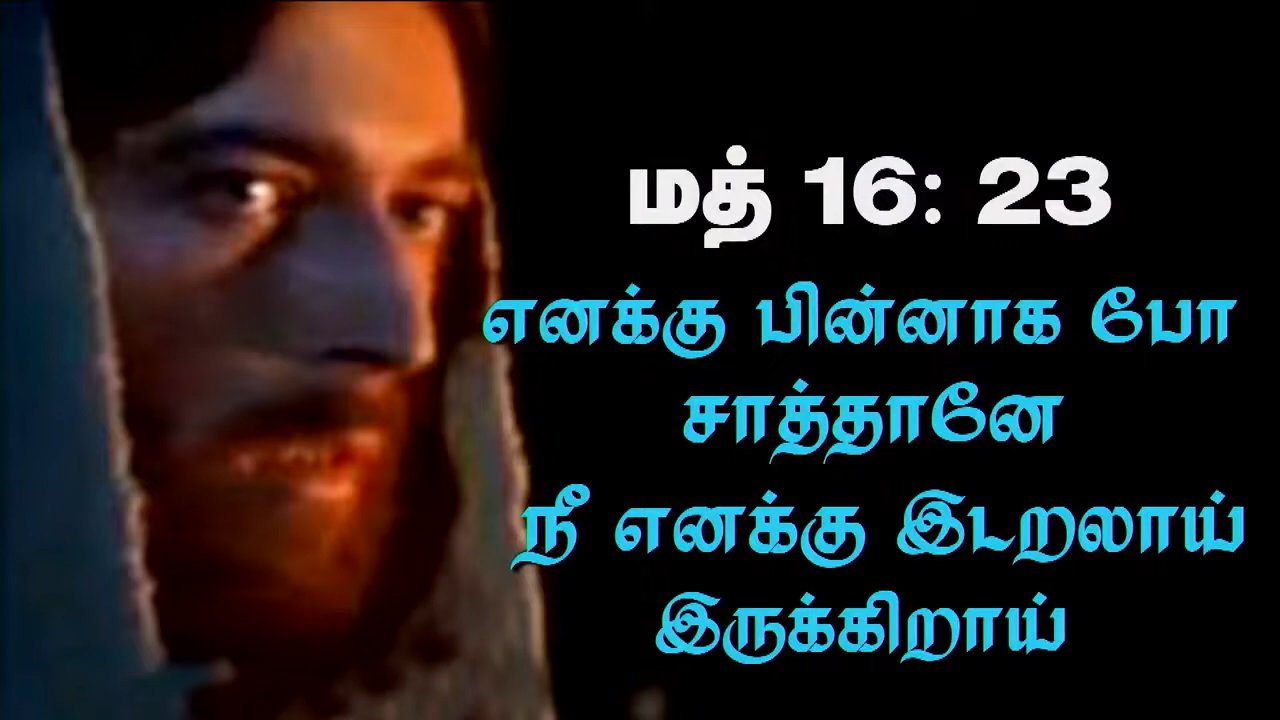 மத் 16: 23
எனக்கு பின்னாக போ
சாத்தானே
நீ எனக்கு இடறலாய்
இருக்கிறாய்